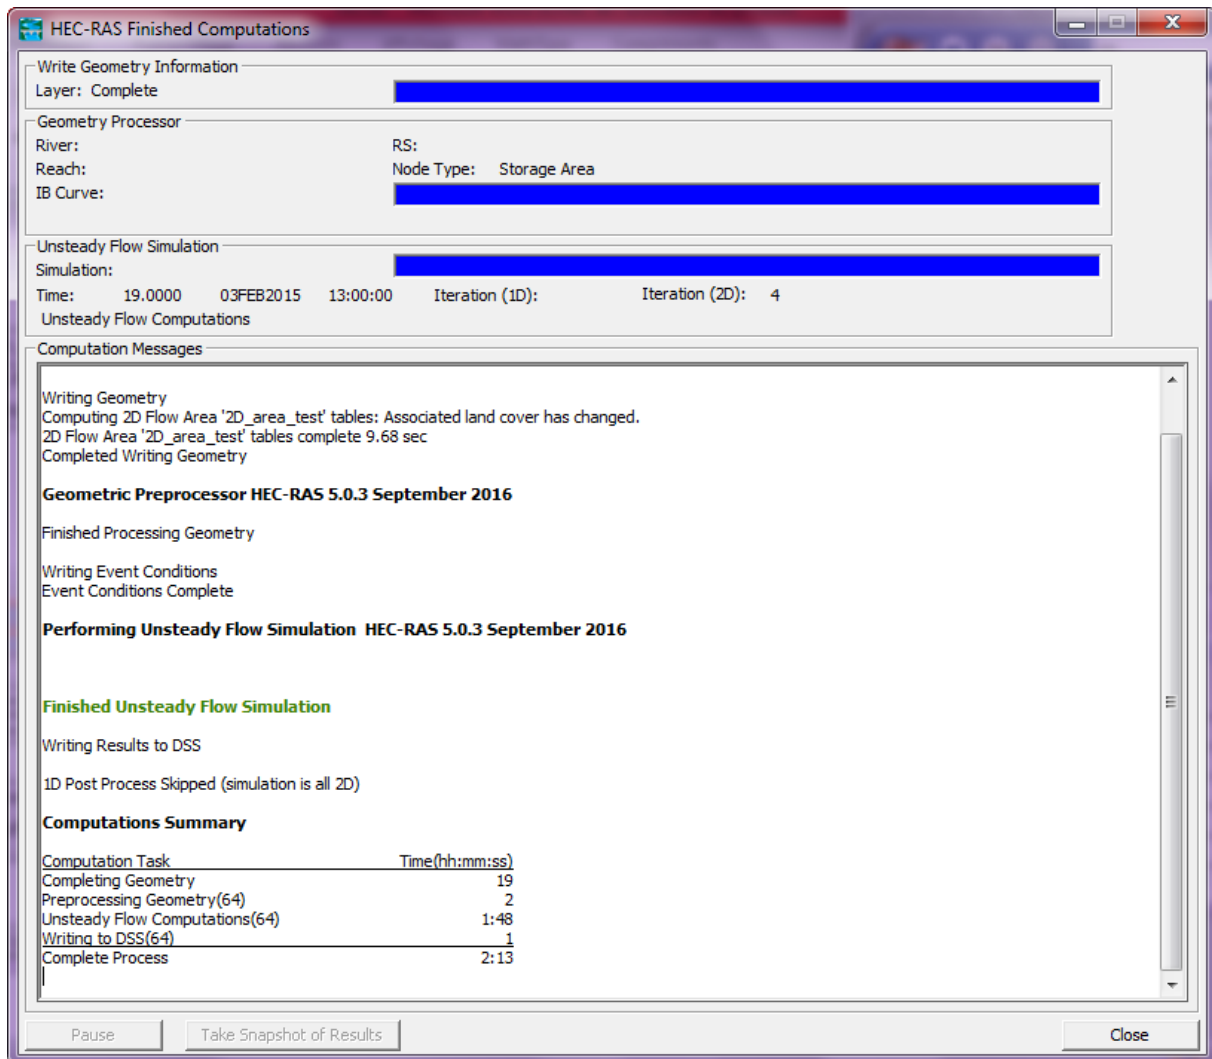 HEC-RAS Finished Computations
Write Geometry Information
Layer: Complete
Geometry Processor
River: RS:
Reach: Node Type: Storage Area
IB Curve:
Unsteady Flow Simulation
Simulation:
Time: 19.0000 03FEB2015 13:00:00 Iteration (1D): Iteration (2D): 4
Unsteady Flow Computations
Computation Messages
Writing Geometry
Computing 2D Flow Area '2D_area_test' tables: Associated land cover has changed.
2D Flow Area '2D_area_test' tables complete 9.68 sec
Completed Writing Geometry
Geometric Preprocessor HEC-RAS 5.0.3 September 2016
Finished Processing Geometry
Writing Event Conditions
Event Conditions Complete
Performing Unsteady Flow Simulation HEC-RAS 5.0.3 September 2016
Finished Unsteady Flow Simulation
Writing Results to DSS
1D Post Process Skipped (simulation is all 2D)
Computations Summary
Computation Task Time(hh:mm:ss)
Completing Geometry 19
Preprocessing Geometry(64) 2
Unsteady Flow Computations(64) 1:48
Writing to DSS(64) 1
Complete Process 2:13
Pause Take Snapshot of Results Close